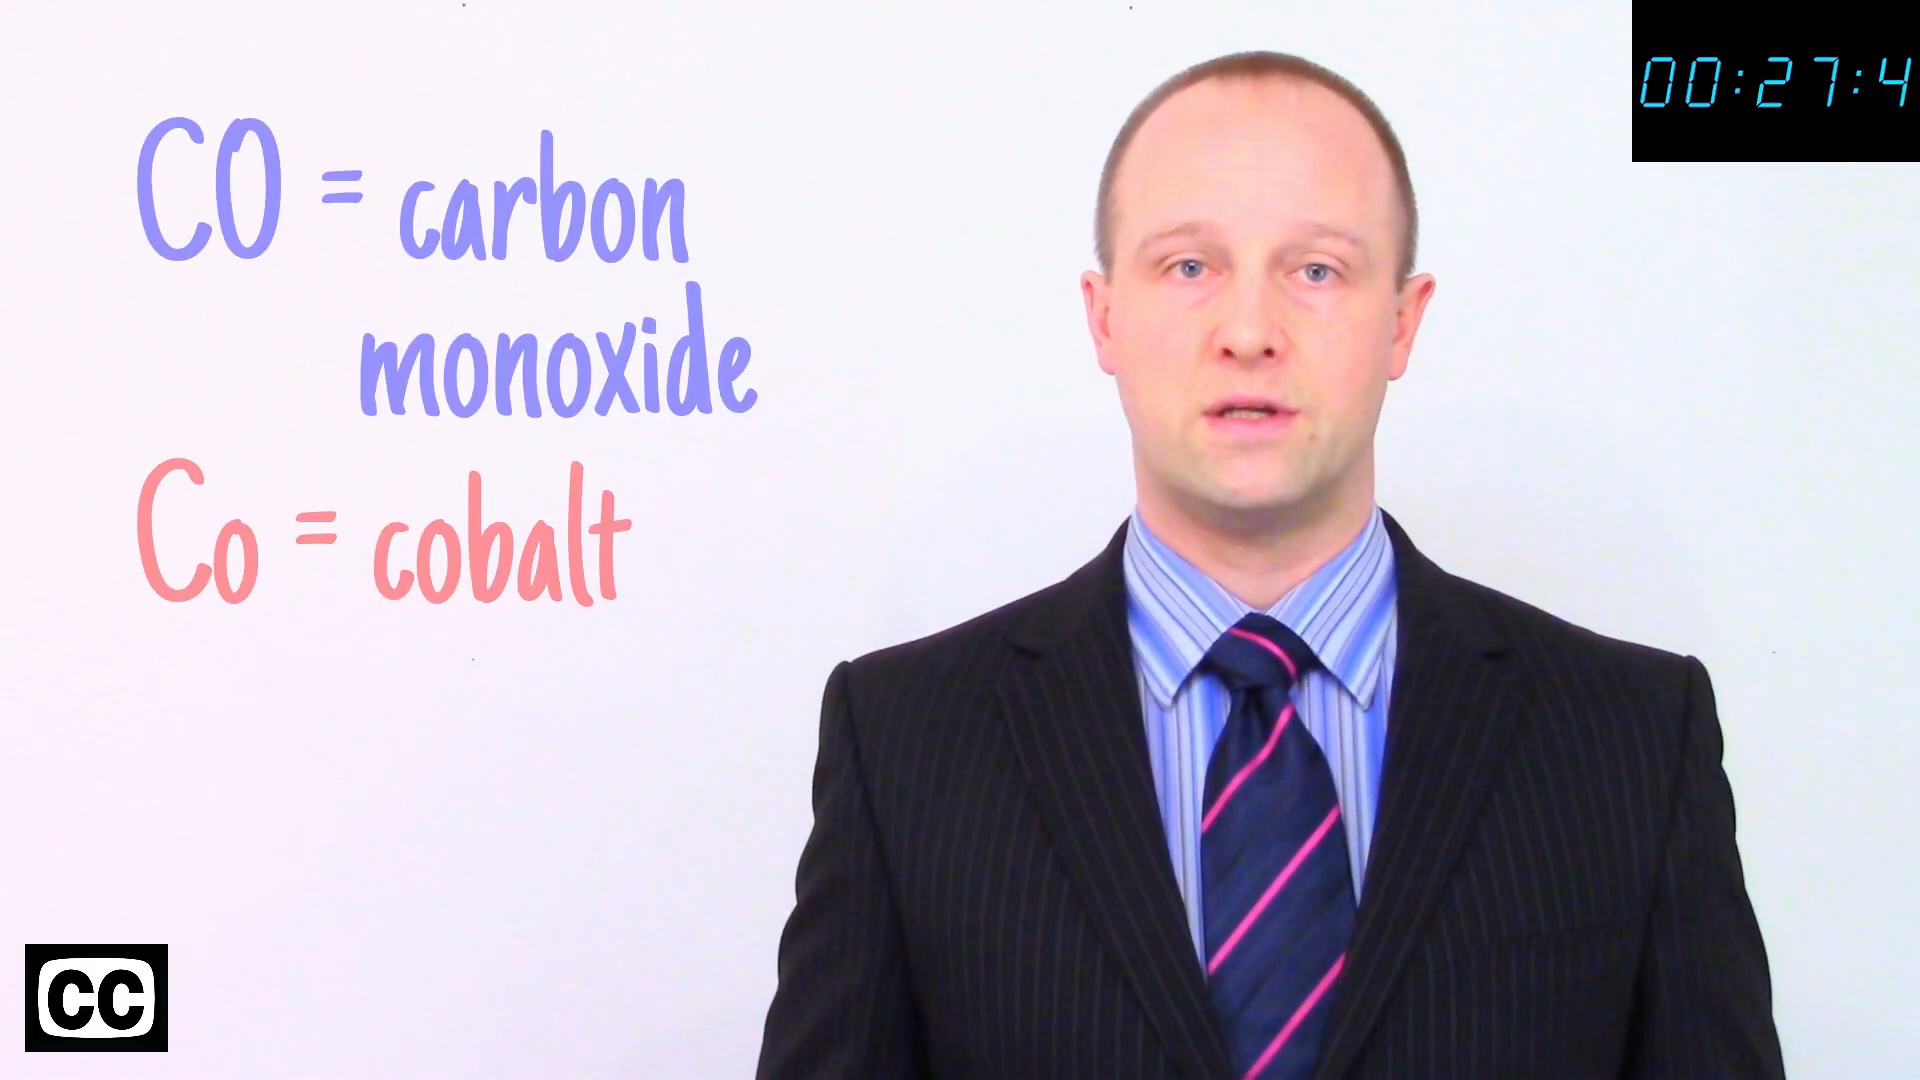 00:27:4
CO = carbon
monoxide
Co = cobalt
CC